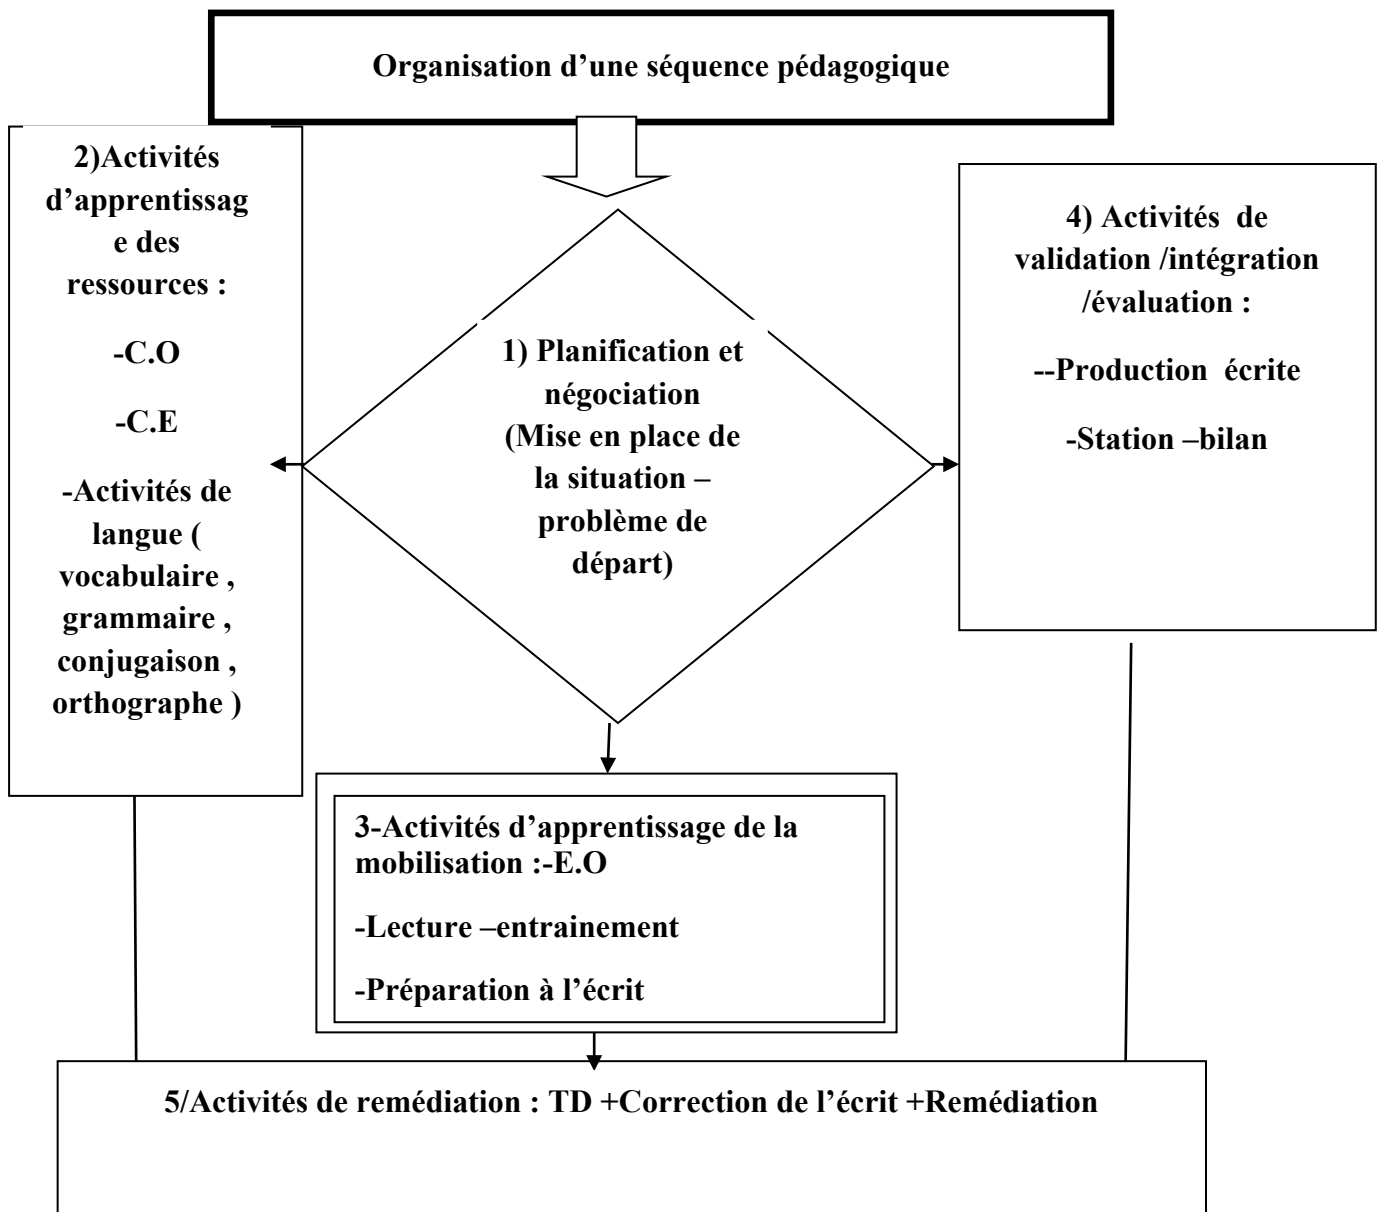 Organisation d’une séquence pédagogique
2)Activités
d’apprentissag
e des
ressources :
-C.O
-C.E
-Activités de
langue (
vocabulaire ,
grammaire ,
conjugaison ,
orthographe )
1) Planification et
négociation
(Mise en place de
la situation –
problème de
départ)
4) Activités  de
validation /intégration
/évaluation :
--Production  écrite
-Station –bilan
3-Activités d’apprentissage de la
mobilisation :-E.O
-Lecture –entrainement
-Préparation à l’écrit
5/Activités de remédiation : TD +Correction de l’écrit +Remédiation